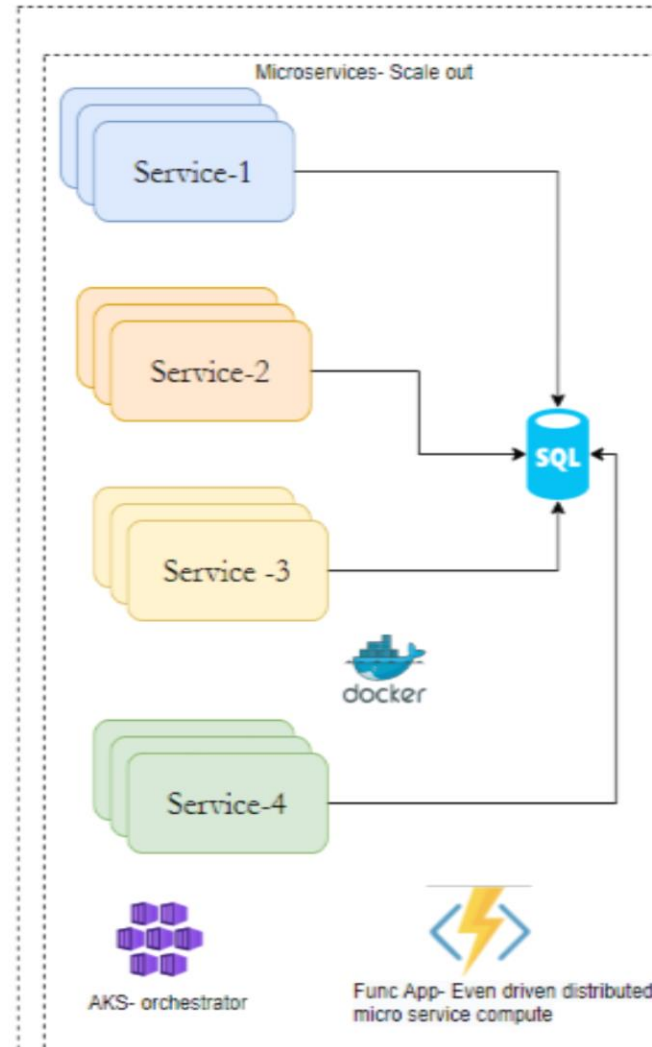 Microservices- Scale out
Service-1
Service-2
SQL
Service -3
docker
Service-4
AKS- orchestrator
Func App- Even driven distributed
micro service compute